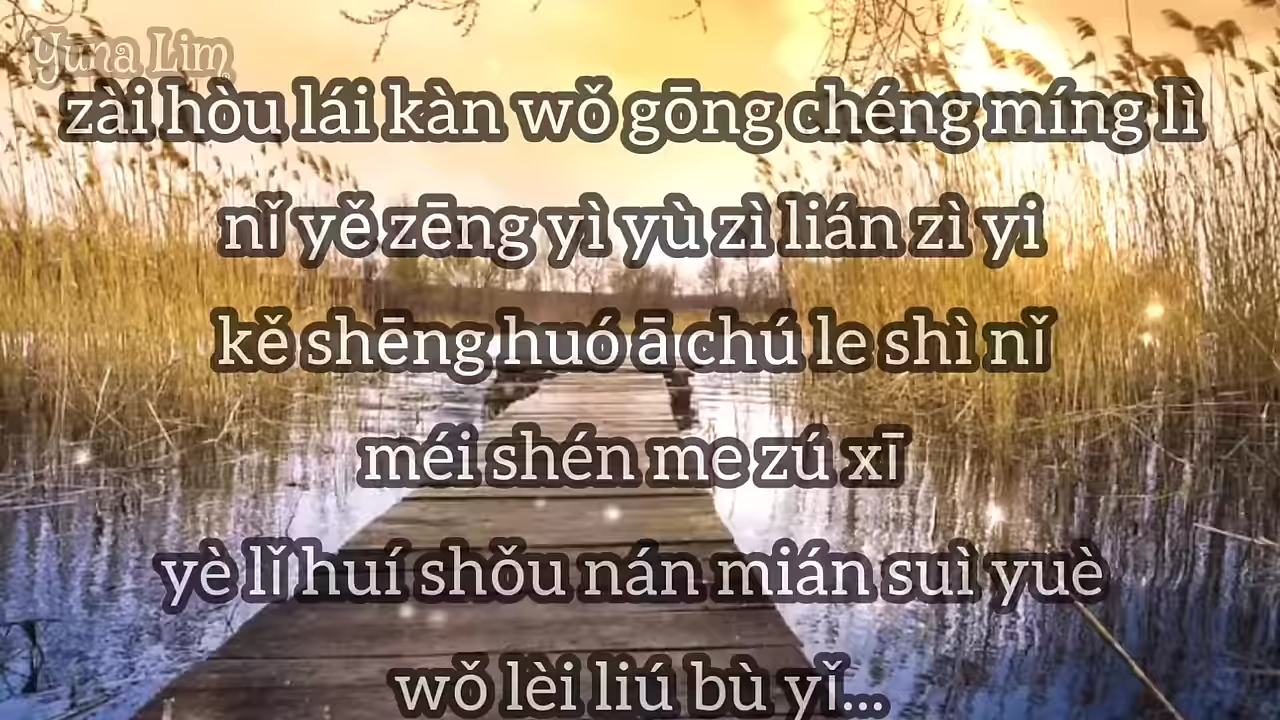 Yuna Lim
zài hòu lái kàn wǒ gōng chéng míng lì
nǐ yě zēng yì yù zì lián zì yi
kě shēng huó ā chú le shì nǐ
méi shén me zú xī
yè lǐ huí shǒu nán mián suì yuè
wǒ lèi liú bù yǐ...